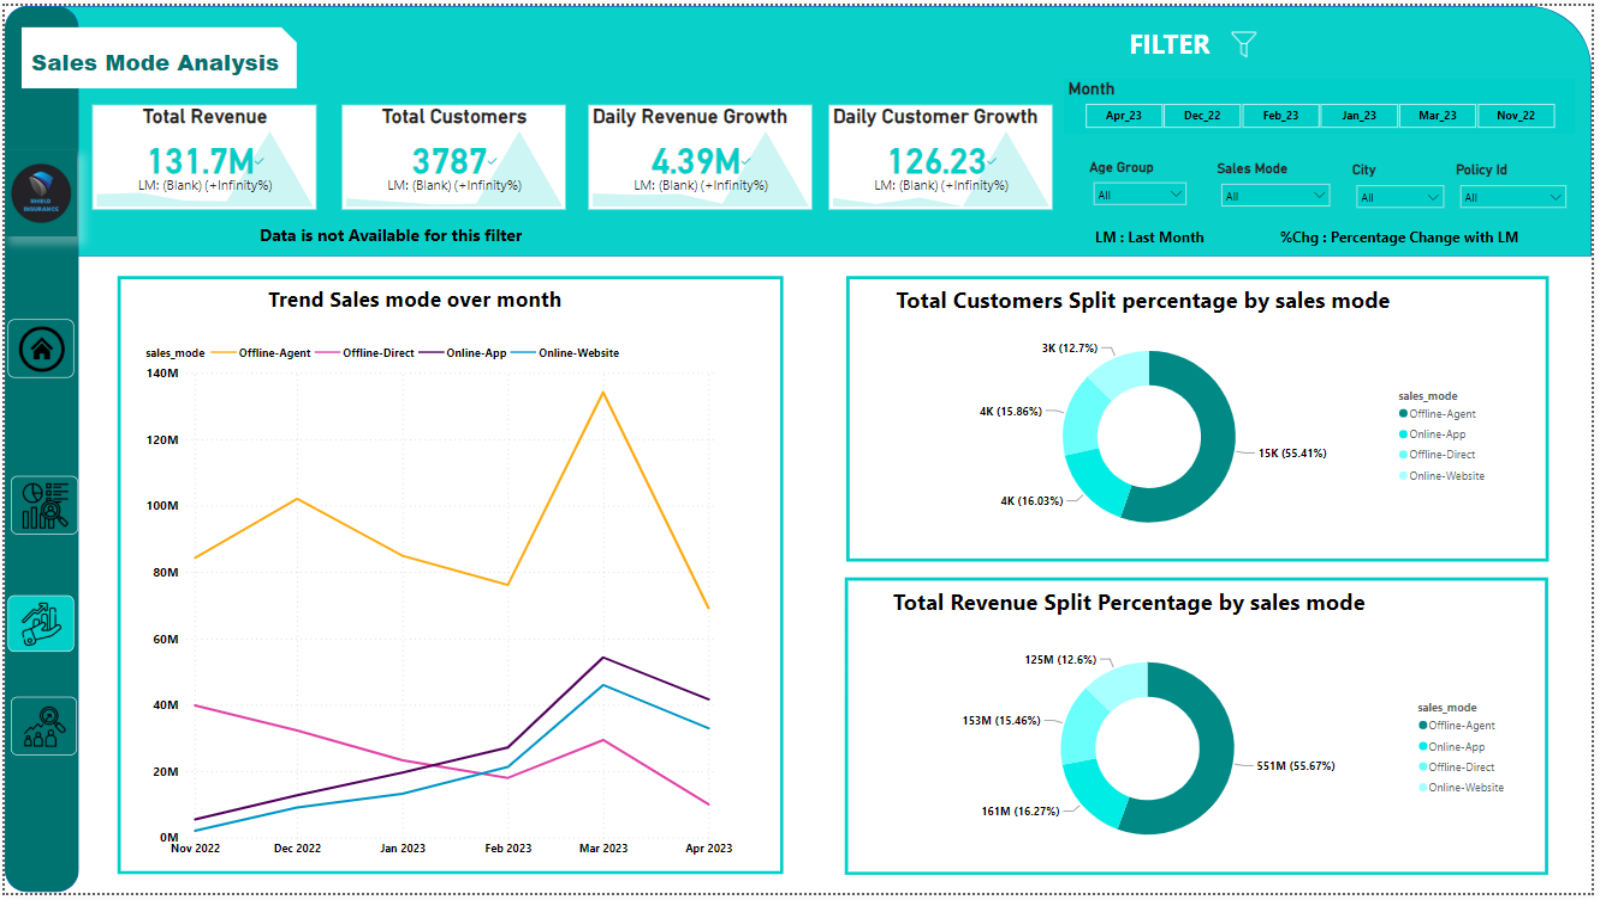 Sales Mode Analysis
FILTER
Month
Apr_23 Dec_22 Feb_23 Jan_23 Mar_23 Nov_22
Total Revenue
131.7M
LM: (Blank) (+Infinity%)
Total Customers
3787
LM: (Blank) (+Infinity%)
Daily Revenue Growth
4.39M
LM: (Blank) (+Infinity%)
Daily Customer Growth
126.23
LM: (Blank) (+Infinity%)
Age Group
All
Sales Mode
All
City
All
Policy Id
All
SHIELD
INSURANCE
Data is not Available for this filter
LM : Last Month
%Chg : Percentage Change with LM
Trend Sales mode over month
sales_mode Offline-Agent Offline-Direct Online-App Online-Website
140M
120M
100M
80M
60M
40M
20M
0M
Nov 2022 Dec 2022 Jan 2023 Feb 2023 Mar 2023 Apr 2023
Total Customers Split percentage by sales mode
3K (12.7%)
4K (15.86%)
4K (16.03%)
15K (55.41%)
sales_mode
Offline-Agent
Online-App
Offline-Direct
Online-Website
Total Revenue Split Percentage by sales mode
125M (12.6%)
153M (15.46%)
161M (16.27%)
551M (55.67%)
sales_mode
Offline-Agent
Online-App
Offline-Direct
Online-Website